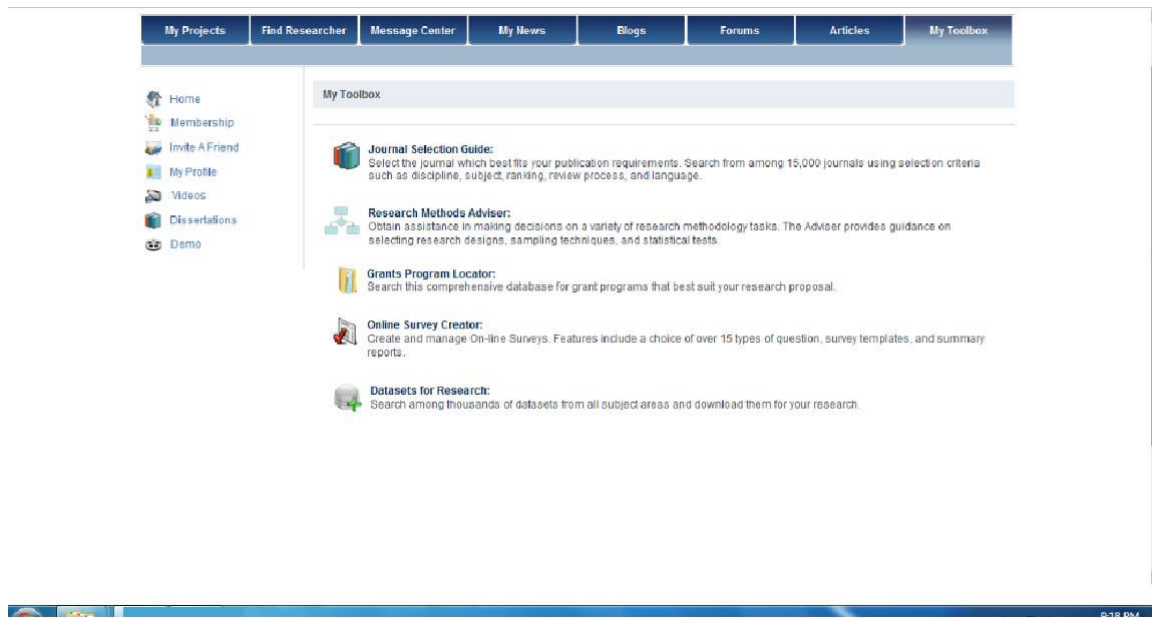 My Projects
Find Researcher
Message Center
My News
Blogs
Forums
Articles
My Toolbox
Home
Membership
Invite A Friend
My Profile
Videos
Dissertations
Demo
My Toolbox
Journal Selection Guide:
Select the journal which best fits your publication requirements. Search from among 15,000 journals using selection criteria
such as discipline, subject, ranking, review process, and language.
Research Methods Adviser:
Obtain assistance in making decisions on a variety of research methodology tasks. The Adviser provides guidance on
selecting research designs, sampling techniques, and statistical tests.
Grants Program Locator:
Search this comprehensive database for grant programs that best suit your research proposal.
Online Survey Creator:
Create and manage On-line Surveys. Features include a choice of over 15 types of question, survey templates, and summary
reports.
Datasets for Research:
Search among thousands of datasets from all subject areas and download them for your research.
9:18 PM